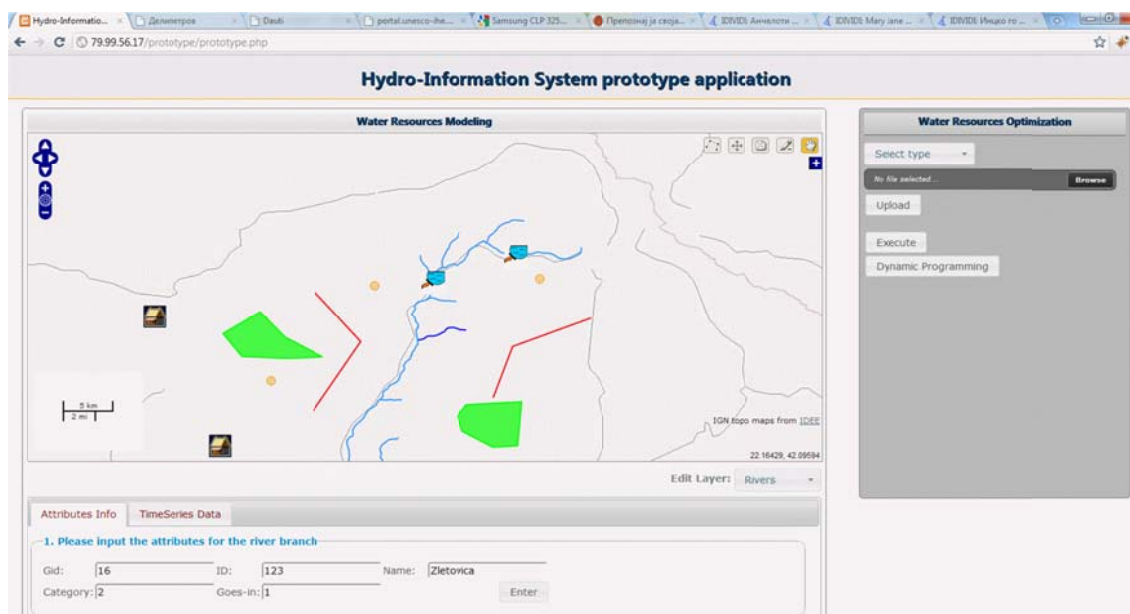 Hydro-Informatio...
Делиметров
Dauti
portal.unesco-ihe....
Samsung CLP 325...
Препознај ја своја...
IDIVIDI: Анчелоти ...
IDIVIDI: Mary Jane ...
IDIVIDI: Инцко го ...
79.99.56.17/prototype/prototype.php
Hydro-Information System prototype application
Water Resources Modeling
Water Resources Optimization
Select type
No file selected...
Browse
Upload
Execute
Dynamic Programming
5 km
2 mi
IGN topo maps from IDEE
22.16429, 42.09594
Edit Layer: Rivers
Attributes Info TimeSeries Data
1. Please input the attributes for the river branch
Gid: 16 ID: 123 Name: Zletovica
Category: 2 Goes-in: 1 Enter